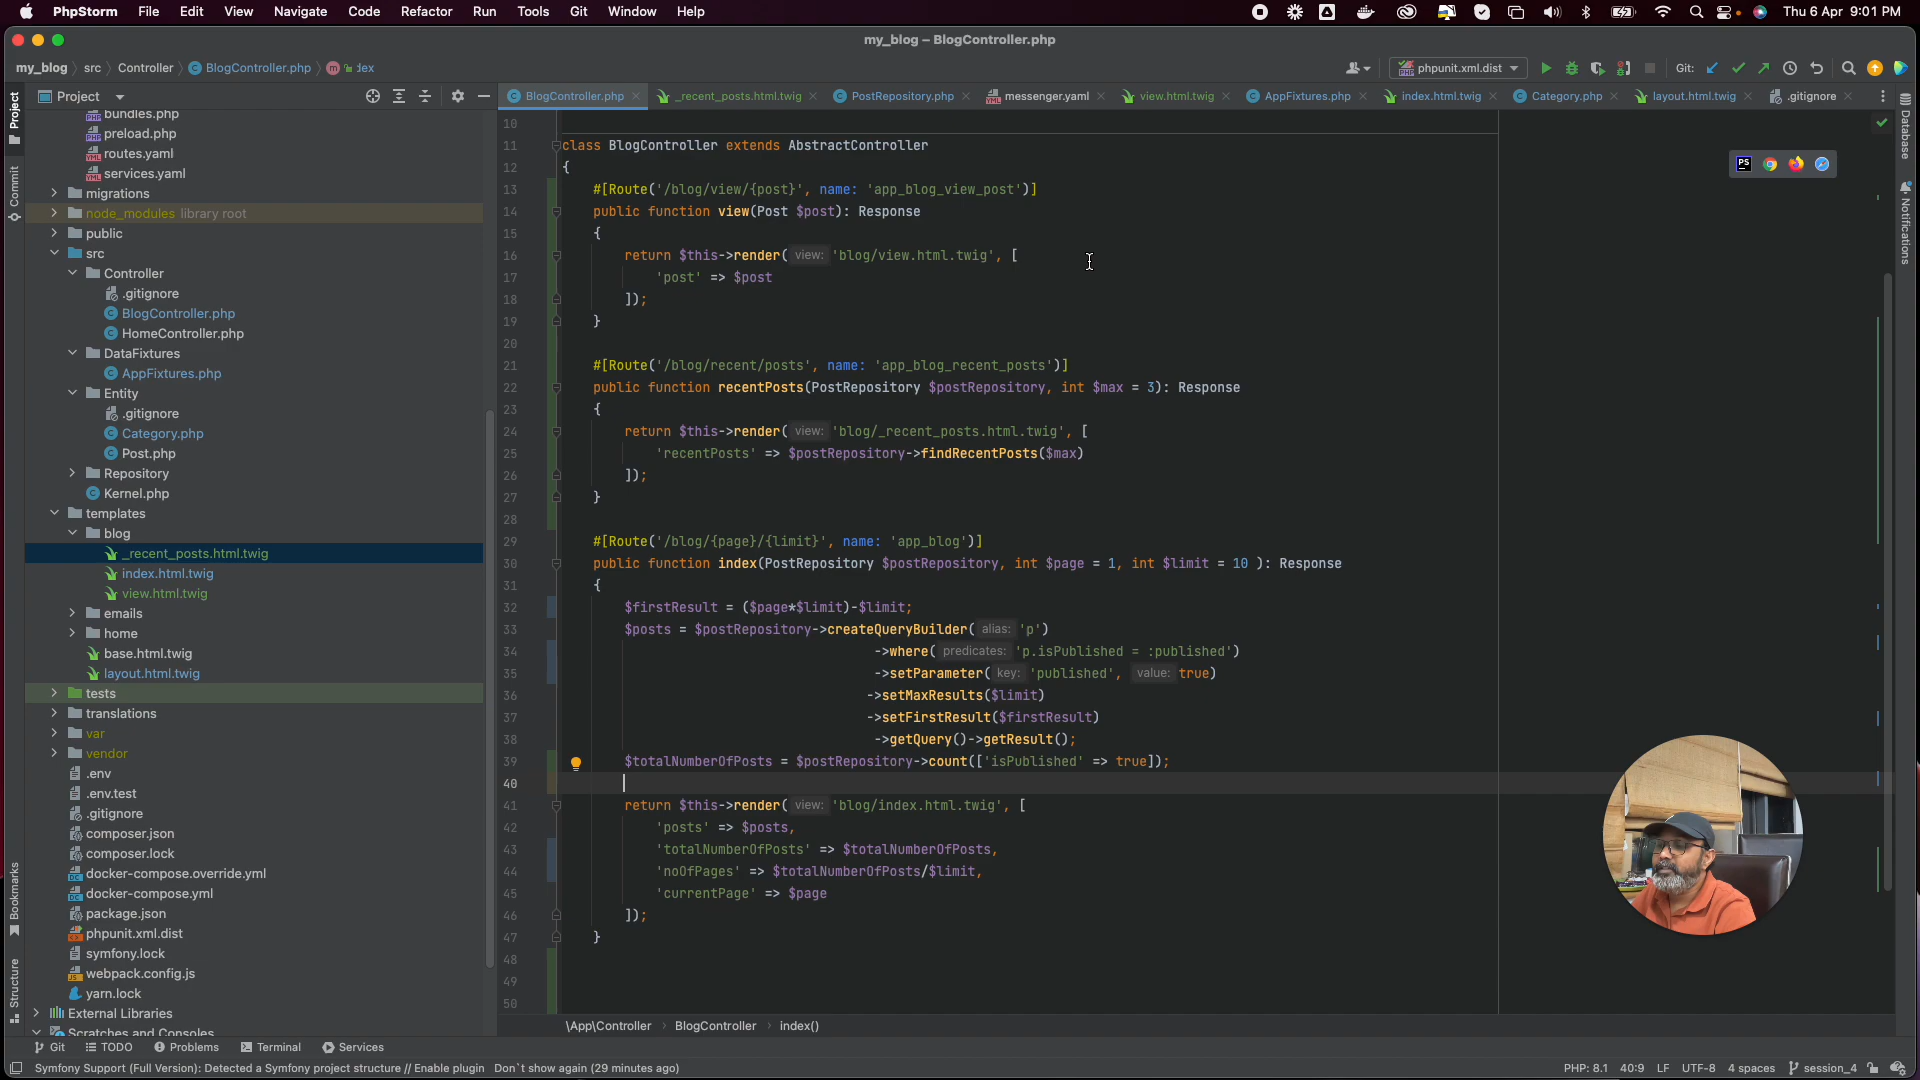 PhpStorm File Edit View Navigate Code Refactor Run Tools Git Window Help
Thu 6 Apr 9:01 PM
my_blog – BlogController.php
my_blog src Controller BlogController.php
phpunit.xml.dist
Git:
Project
BlogController.php _recent_posts.html.twig PostRepository.php messenger.yaml view.html.twig AppFixtures.php index.html.twig Category.php layout.html.twig .gitignore
Project
Commit
Bookmarks
Structure
bundles.php
preload.php
routes.yaml
services.yaml
migrations
node_modules library root
public
src
Controller
.gitignore
BlogController.php
HomeController.php
DataFixtures
AppFixtures.php
Entity
.gitignore
Category.php
Post.php
Repository
Kernel.php
templates
blog
_recent_posts.html.twig
index.html.twig
view.html.twig
emails
home
base.html.twig
layout.html.twig
tests
translations
var
vendor
.env
.env.test
.gitignore
composer.json
composer.lock
docker-compose.override.yml
docker-compose.yml
package.json
phpunit.xml.dist
symfony.lock
webpack.config.js
yarn.lock
External Libraries
Scratches and Consoles
10
11 class BlogController extends AbstractController
12 {
13 #[Route('/blog/view/{post}', name: 'app_blog_view_post')]
14 public function view(Post $post): Response
15 {
16 return $this->render( view: 'blog/view.html.twig', [
17 'post' => $post
18 ]);
19 }
20
21 #[Route('/blog/recent/posts', name: 'app_blog_recent_posts')]
22 public function recentPosts(PostRepository $postRepository, int $max = 3): Response
23 {
24 return $this->render( view: 'blog/_recent_posts.html.twig', [
25 'recentPosts' => $postRepository->findRecentPosts($max)
26 ]);
27 }
28
29 #[Route('/blog/{page}/{limit}', name: 'app_blog')]
30 public function index(PostRepository $postRepository, int $page = 1, int $limit = 10 ): Response
31 {
32 $firstResult = ($page*$limit)-$limit;
33 $posts = $postRepository->createQueryBuilder( alias: 'p')
34 ->where( predicates: 'p.isPublished = :published')
35 ->setParameter( key: 'published', value: true)
36 ->setMaxResults($limit)
37 ->setFirstResult($firstResult)
38 ->getQuery()->getResult();
39 $totalNumberOfPosts = $postRepository->count(['isPublished' => true]);
40
41 return $this->render( view: 'blog/index.html.twig', [
42 'posts' => $posts,
43 'totalNumberOfPosts' => $totalNumberOfPosts,
44 'noOfPages' => $totalNumberOfPosts/$limit,
45 'currentPage' => $page
46 ]);
47 }
48
49
50
PS
Database
Notifications
\App\Controller BlogController index()
Git TODO Problems Terminal Services
Symfony Support (Full Version): Detected a Symfony project structure // Enable plugin Don't show again (29 minutes ago)
PHP: 8.1 40:9 LF UTF-8 4 spaces session_4